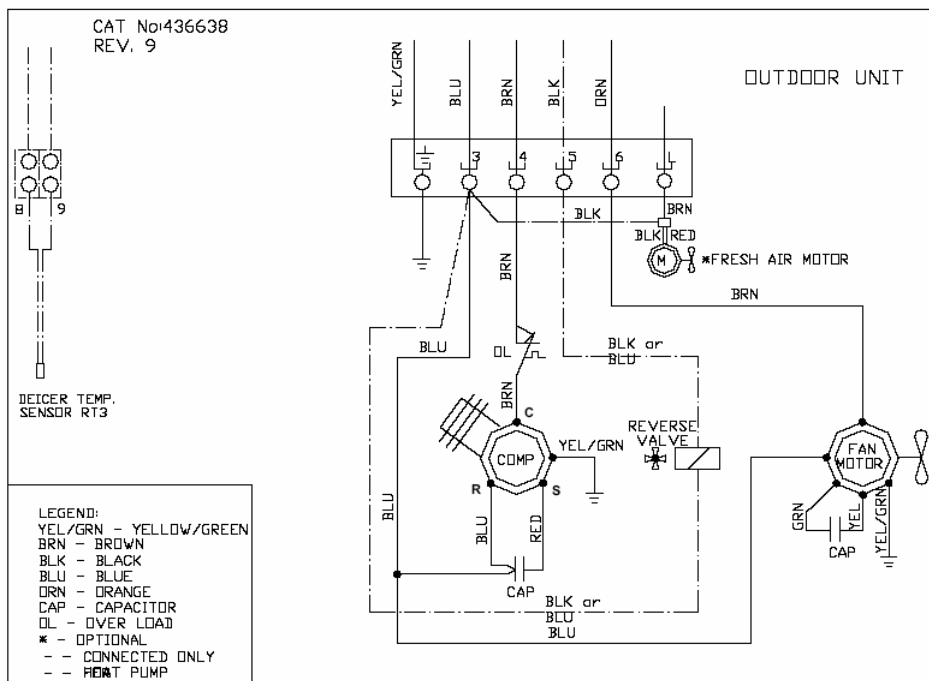 CAT No:436638
REV. 9
OUTDOOR UNIT
YEL/GRN
BLU
BRN
BLK
ORN
3
4
5
6
L
8
9
BLK
BRN
BLK
RED
M
*FRESH AIR MOTOR
BRN
BRN
BLU
OL
BLK or
BLU
BRN
DEICER TEMP.
SENSOR RT3
C
COMP
YEL/GRN
R
S
REVERSE
VALVE
FAN
MOTOR
BLU
BLU
RED
CAP
GRN
YEL
YEL/GRN
CAP
BLK or
BLU
BLU
LEGEND:
YEL/GRN - YELLOW/GREEN
BRN - BROWN
BLK - BLACK
BLU - BLUE
ORN - ORANGE
CAP - CAPACITOR
OL - OVER LOAD
* - OPTIONAL
- - CONNECTED ONLY
- - PUMP